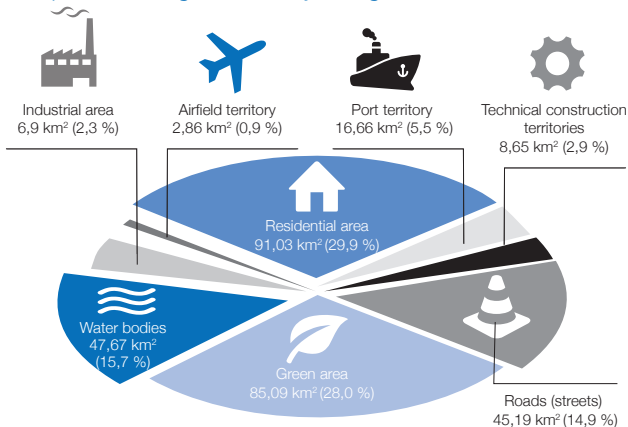 Industrial area
6,9 km² (2,3 %)
Airfield territory
2,86 km² (0,9 %)
Port territory
16,66 km² (5,5 %)
Technical construction
territories
8,65 km² (2,9 %)
Residential area
91,03 km² (29,9 %)
Water bodies
47,67 km²
(15,7 %)
Green area
85,09 km² (28,0 %)
Roads (streets)
45,19 km² (14,9 %)